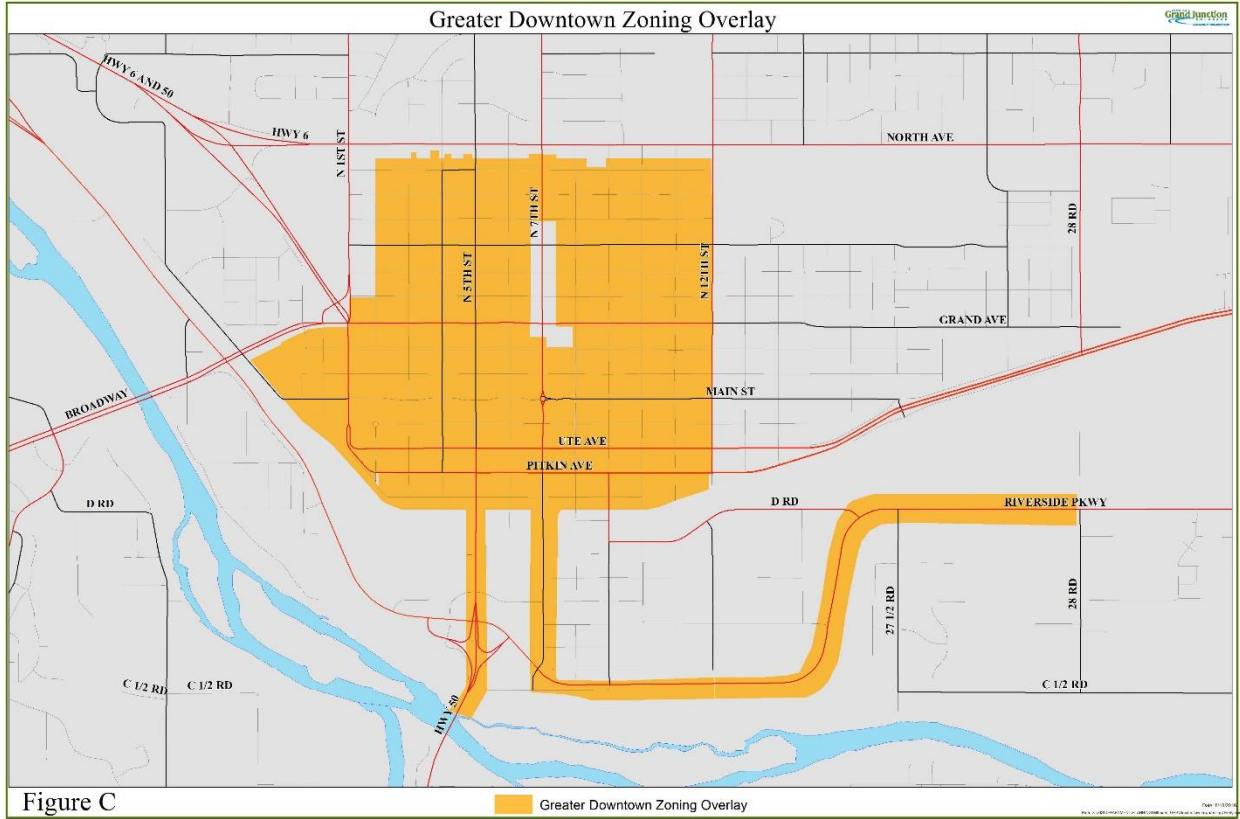 Greater Downtown Zoning Overlay
Grand Junction
HWY 6 AND 50
HWY 6
N 1ST ST
NORTH AVE
N 7TH ST
28 RD
N 5TH ST
N 12TH ST
GRAND AVE
BROADWAY
MAIN ST
UTE AVE
PITKIN AVE
D RD
D RD
RIVERSIDE PKWY
27 1/2 RD
28 RD
C 1/2 RD
C 1/2 RD
C 1/2 RD
HWY 50
Figure C
Greater Downtown Zoning Overlay